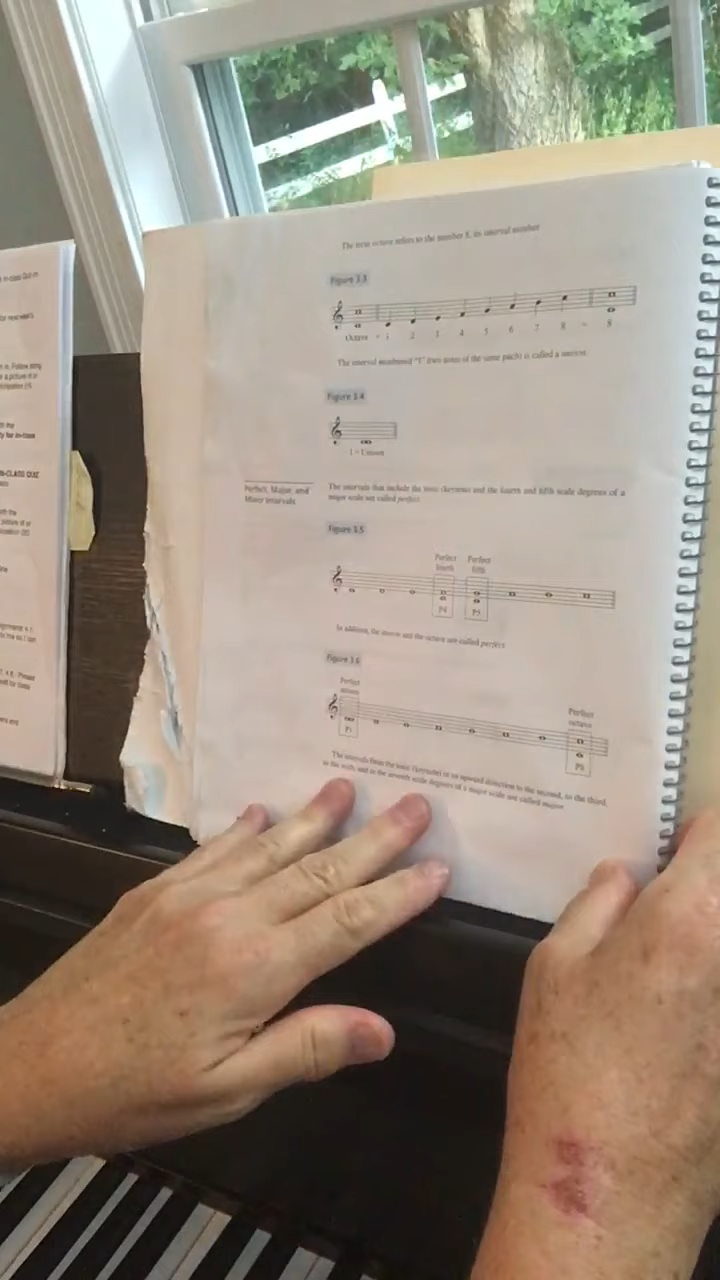 The term octave refers to the number 8, its interval number
Figure 3.3
Octave = 1 2 3 4 5 6 7 8 = 8
The interval numbered "1" (two notes of the same pitch) is called a unison.
Figure 3.4
1 = Unison
Perfect, Major, and
Minor Intervals
The intervals that include the tonic (keynote) and the fourth and fifth scale degrees of a
major scale are called perfect.
Figure 3.5
Perfect Perfect
fourth fifth
P4 P5
In addition, the unison and the octave are called perfect.
Figure 3.6
Perfect Perfect
unison octave
P1 P8
The intervals from the tonic (keynote) in an upward direction to the second, to the third,
to the sixth, and to the seventh scale degrees of a major scale are called major.
IN-CLASS QUIZ